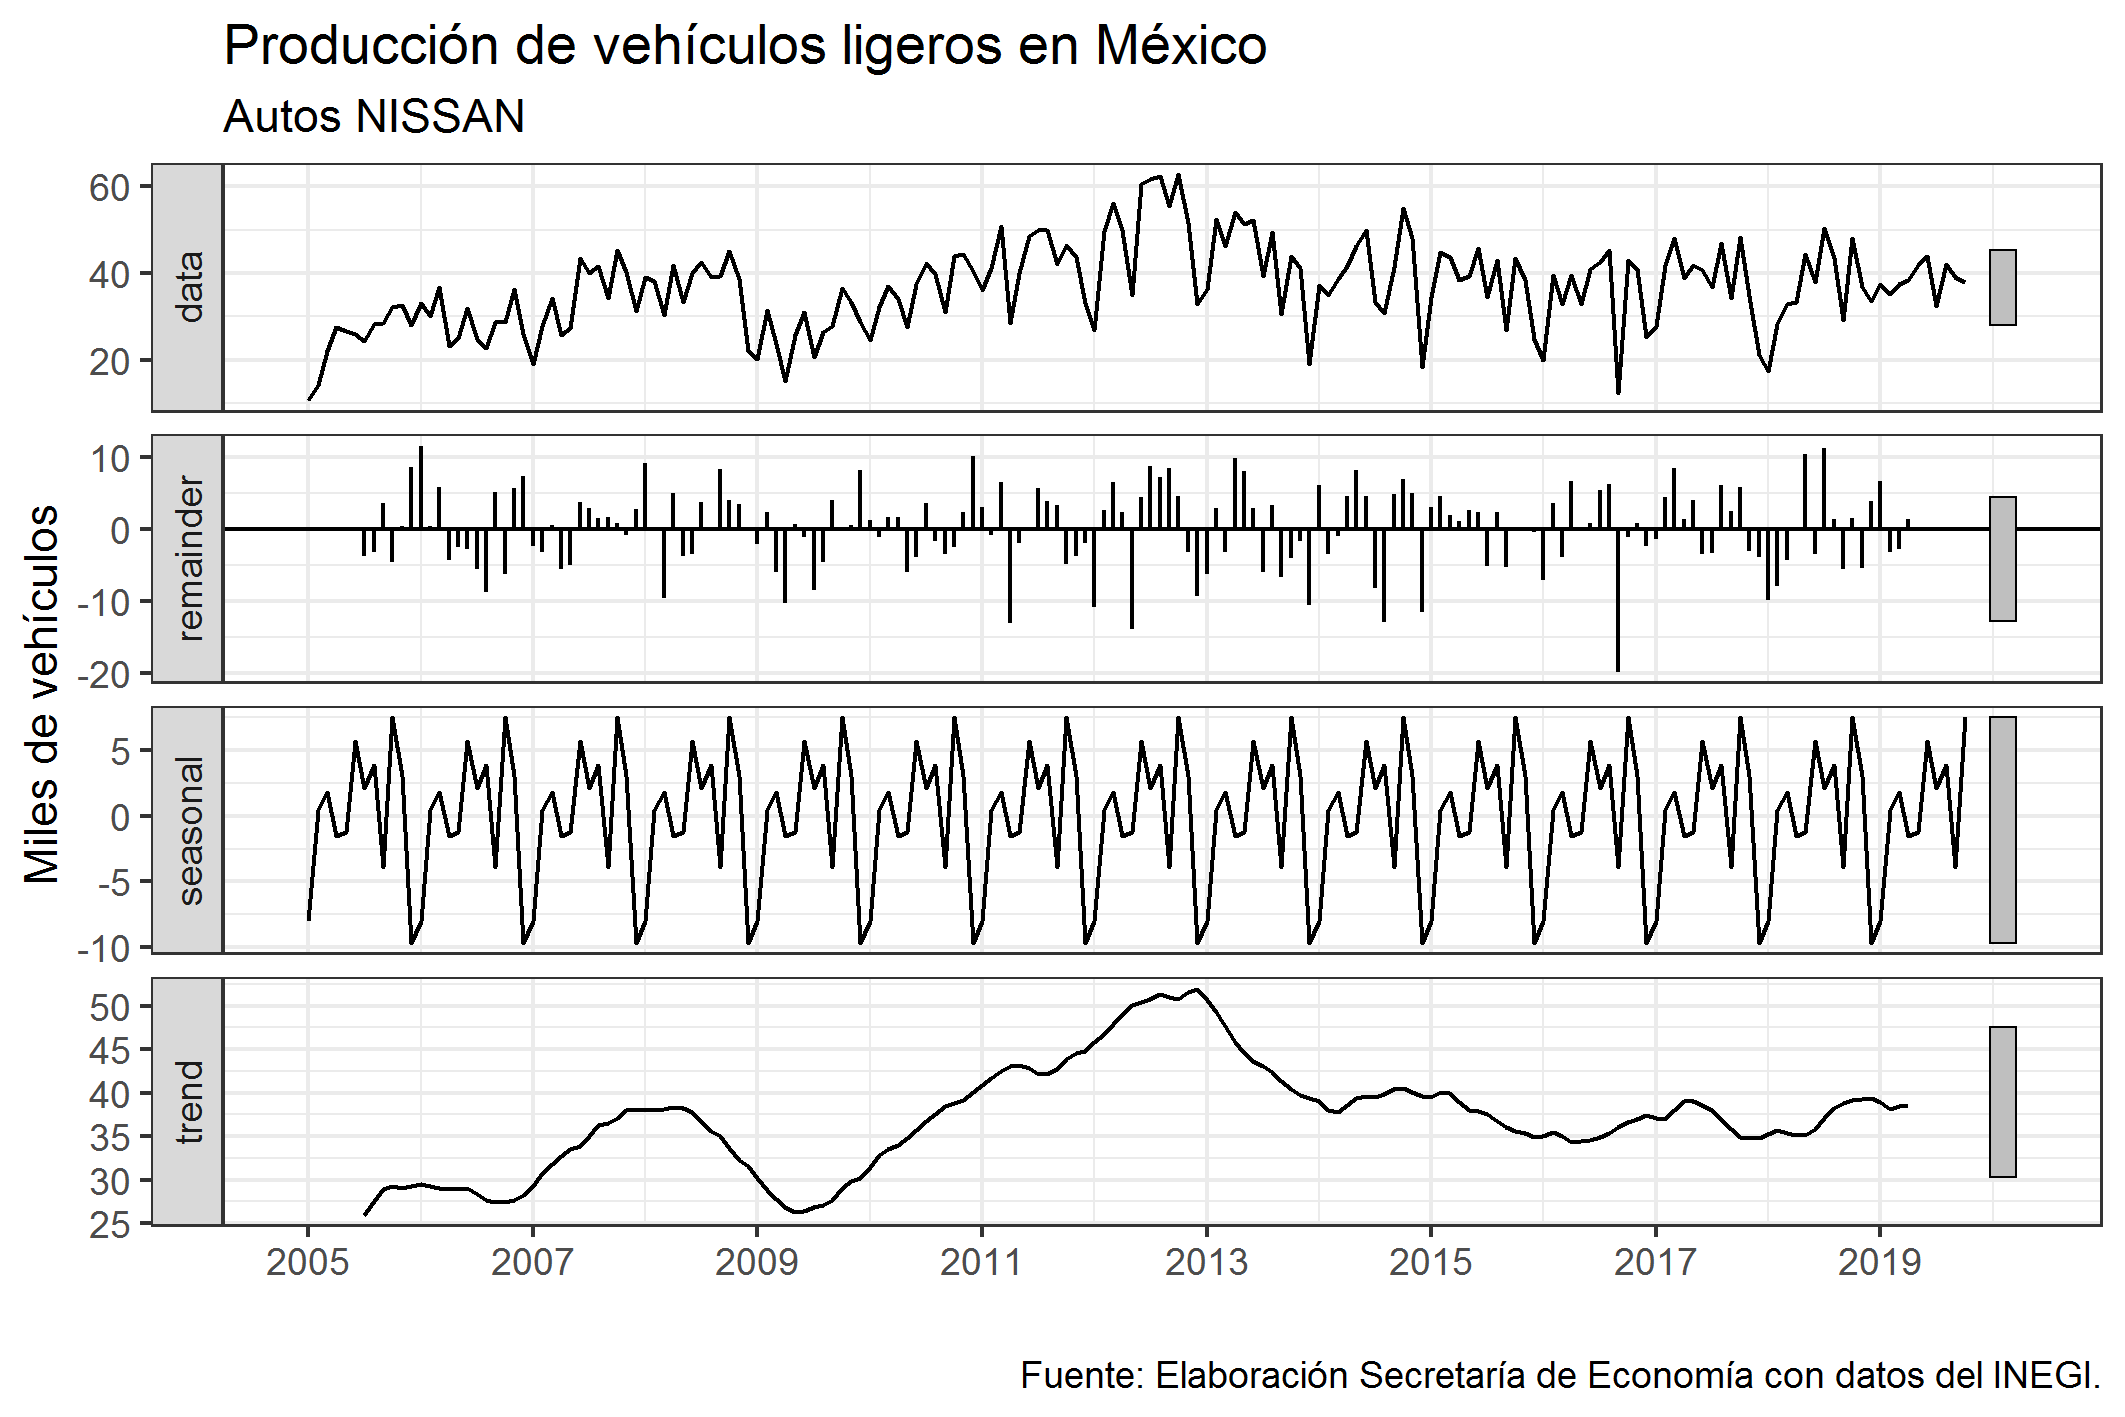 Producción de vehículos ligeros en México
Autos NISSAN
Miles de vehículos
data
60
40
20
remainder
10
0
-10
-20
seasonal
5
0
-5
-10
trend
50
45
40
35
30
25
2005 2007 2009 2011 2013 2015 2017 2019
Fuente: Elaboración Secretaría de Economía con datos del INEGI.